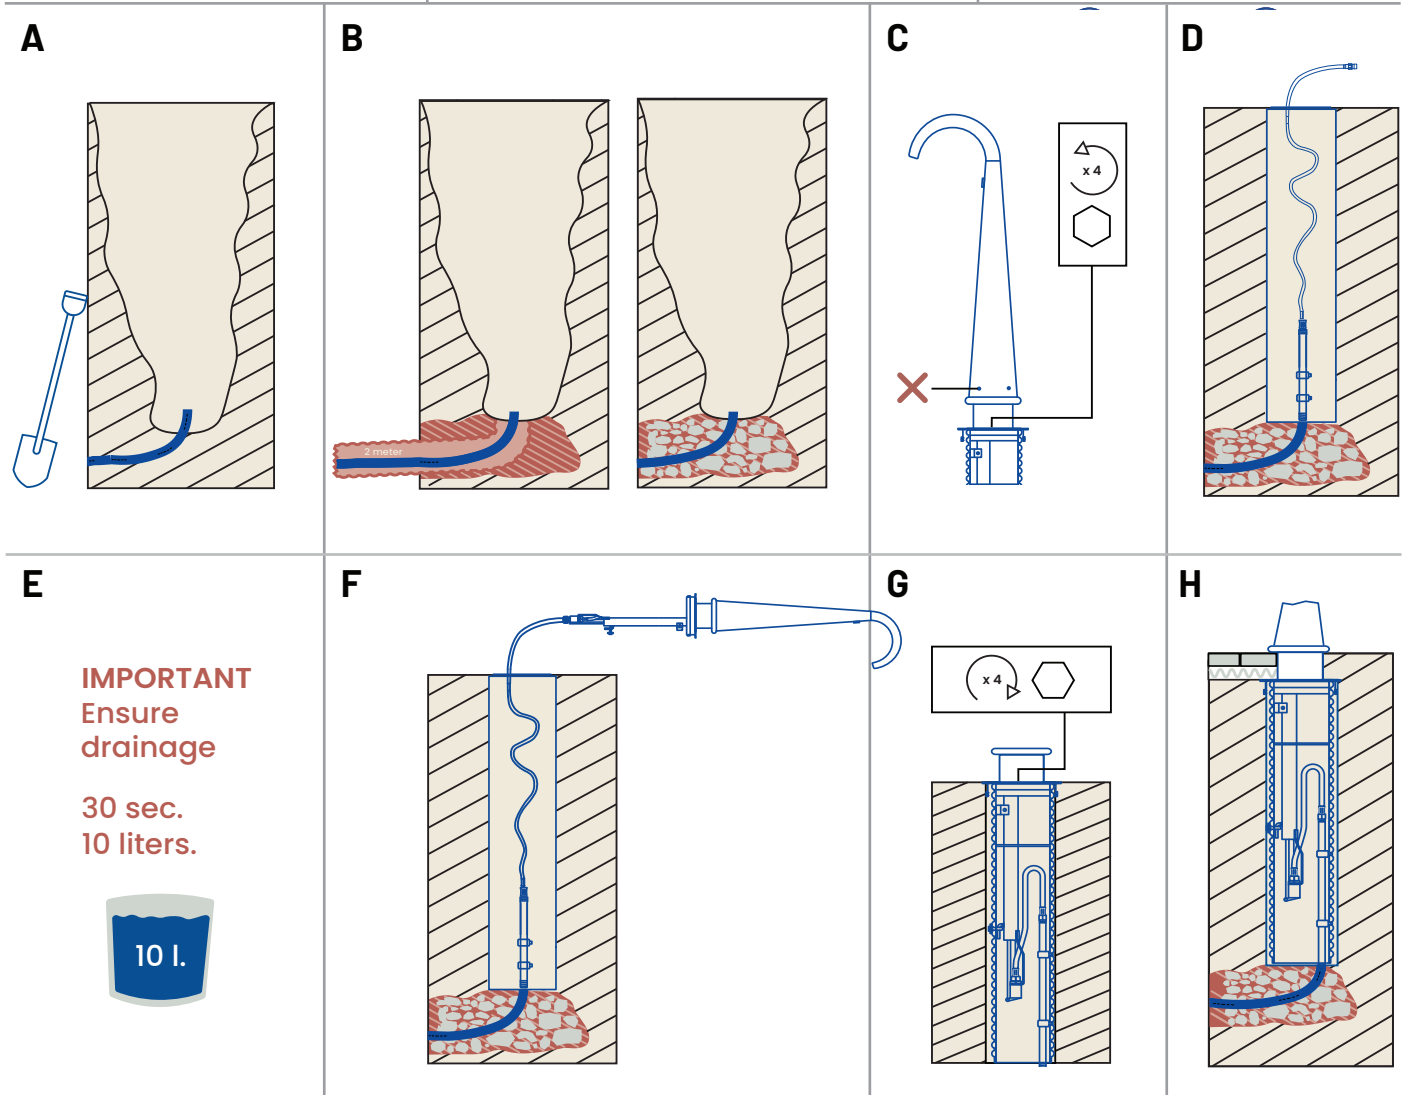 A
B
C
D
2 meter
x 4
E
F
G
H
IMPORTANT
Ensure
drainage
30 sec.
10 liters.
10 l.
x 4